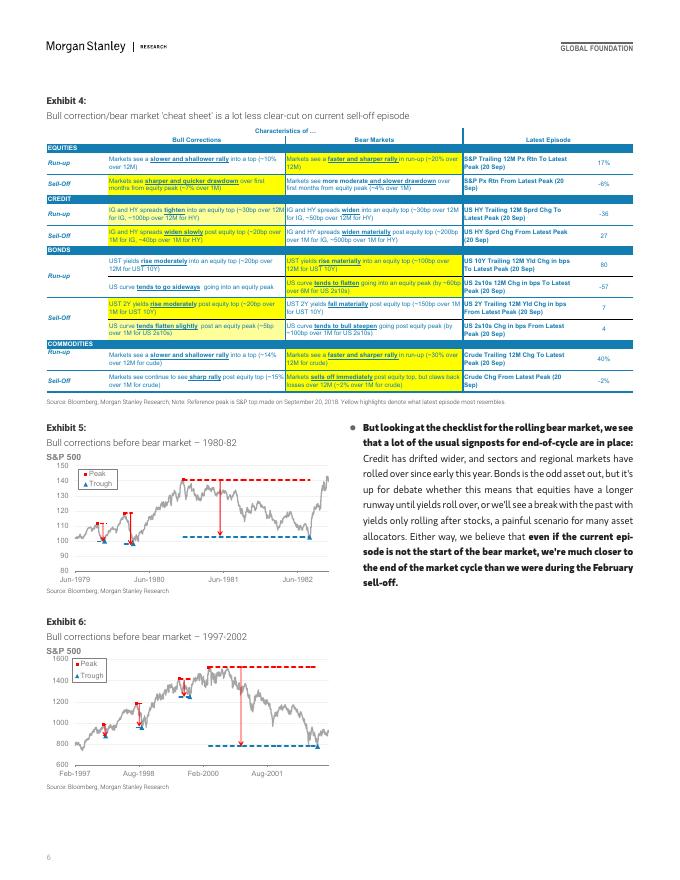 Morgan Stanley | RESEARCH
GLOBAL FOUNDATION
Exhibit 4:
Bull correction/bear market 'cheat sheet' is a lot less clear-cut on current sell-off episode
Characteristics of ...
Bull Corrections Bear Markets Latest Episode
EQUITIES
Run-up
Markets see a slower and shallower rally into a top (~10%
over 12M)
Markets see a faster and sharper rally in run-up (~20% over
12M)
S&P Trailing 12M Px Rtn To Latest
Peak (20 Sep)
17%
Sell-Off
Markets see sharper and quicker drawdown over first
months from equity peak (~7% over 1M)
Markets see more moderate and slower drawdown over
first months from equity peak (~4% over 1M)
S&P Px Rtn From Latest Peak (20
Sep)
-6%
CREDIT
Run-up
IG and HY spreads tighten into an equity top (~30bp over 12M
for IG, ~100bp over 12M for HY)
IG and HY spreads widen into an equity top (~30bp over 12M
for IG, ~50bp over 12M for HY)
US HY Trailing 12M Sprd Chg To
Latest Peak (20 Sep)
-36
Sell-Off
IG and HY spreads widen slowly post equity top (~20bp over
1M for IG, ~40bp over 1M for HY)
IG and HY spreads widen materially post equity top (~200bp
over 1M for IG, ~500bp over 1M for HY)
US HY Sprd Chg From Latest Peak
(20 Sep)
27
BONDS
Run-up
UST yields rise moderately into an equity top (~20bp over
12M for UST 10Y)
UST yields rise materially into an equity top (~100bp over
12M for UST 10Y)
US 10Y Trailing 12M Yld Chg in bps
To Latest Peak (20 Sep)
80
US curve tends to go sideways going into an equity peak
US curve tends to flatten going into an equity peak (by ~60bp
over 6M for US 2s10s)
US 2s10s 12M Chg in bps To Latest
Peak (20 Sep)
-57
Sell-Off
UST 2Y yields rise moderately post equity top (~20bp over
1M for UST 10Y)
UST 2Y yields fall materially post equity top (~150bp over 1M
for UST 10Y)
US 2Y Trailing 12M Yld Chg in bps
From Latest Peak (20 Sep)
7
US curve tends flatten slightly post an equity peak (~5bp
over 1M for US 2s10s)
US curve tends to bull steepen going post equity peak (by
~100bp over 1M for US 2s10s)
US 2s10s Chg in bps From Latest
Peak (20 Sep)
4
COMMODITIES
Run-up
Markets see a slower and shallower rally into a top (~14%
over 12M for cude)
Markets see a faster and sharper rally in run-up (~30% over
12M for crude)
Crude Trailing 12M Chg To Latest
Peak (20 Sep)
40%
Sell-Off
Markets see continue to see sharp rally post equity top (~15%
over 12M for crude)
Markets sells off immediately post equity top, but claws back
losses over 12M (~2% over 1M for crude)
Crude Chg From Latest Peak (20
Sep)
-2%
Source: Bloomberg, Morgan Stanley Research; Note: Reference peak is S&P top made on September 20, 2018. Yellow highlights denote what latest episode most resembles.
Exhibit 5:
Bull corrections before bear market – 1980-82
S&P 500
150
140
130
120
110
100
90
80
Peak
Trough
Jun-1979 Jun-1980 Jun-1981 Jun-1982
Source: Bloomberg, Morgan Stanley Research
Exhibit 6:
Bull corrections before bear market – 1997-2002
S&P 500
1600
1400
1200
1000
800
600
Peak
Trough
Feb-1997 Aug-1998 Feb-2000 Aug-2001
Source: Bloomberg, Morgan Stanley Research
● But looking at the checklist for the rolling bear market, we see
that a lot of the usual signposts for end-of-cycle are in place:
Credit has drifted wider, and sectors and regional markets have
rolled over since early this year. Bonds is the odd asset out, but it's
up for debate whether this means that equities have a longer
runway until yields roll over, or we'll see a break with the past with
yields only rolling after stocks, a painful scenario for many asset
allocators. Either way, we believe that even if the current epi-
sode is not the start of the bear market, we're much closer to
the end of the market cycle than we were during the February
sell-off.
6